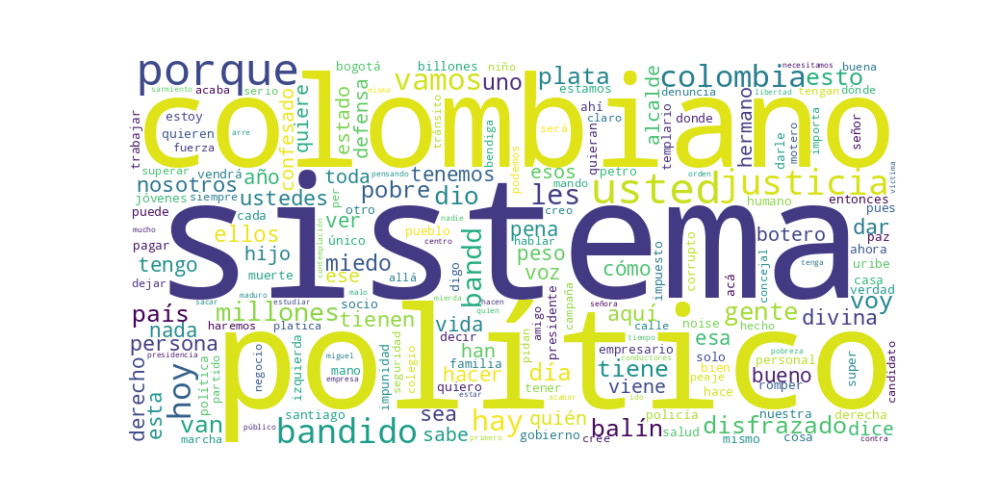 porque
bogotá
billones
niño
necesitamos
buena
sarmiento
acaba
serio
vamos
uno
plata
estamos
colombia
denuncia
esto
tengan
dónde
libertad
colombiano
trabajar
estoy
quieren
fuerza
arre
confesado
quiere
estado
defensa
tránsito
bendiga
será
ahí
quieran
claro
alcalde
donde
templario
hermano
darle
motero
importa
señor
superar
vendrá
año
toda
pensando
tenemos
podemos
esos
mando
petro
orden
humano
entonces
víctima
nosotros
jóvenes
siempre
ustedes
per
pobre
dio
les
usted
justicia
pues
cada
otro
ver
nadie
creo
dar
puede
mucho
ellos
único
pueblo
centro
hablar
pena
botero
paz
sistema
pagar
tengo
hijo
contemplación
ese
miedo
digo
bandd
peso
voz
cómo
impuesto
corrupto
acá
concejal
ahora
uribe
casa
verdad
tenga
dejar
muerte
allá
voy
satar
maduro
estudiar
malo
socio
hacen
quien
mierda
señora
país
millones
tienen
vida
amigo
presidente
campaña
aquí
calle
noise
gente
hecho
divina
nada
haremos
platica
decir
político
persona
presidencia
política
partido
negocio
miguel
mano
empresa
izquierda
impunidad
colegio
seguridad
han
familia
hacer
quiero
estar
día
pidan
tener
acabar
tiempo
empresario
conductores
tiene
viene
ido
solo
esa
bien
peaje
hace
pobreza
personal
bueno
romper
super
candidato
derecho
esta
hoy
van
marcha
público
santiago
bandido
sea
sabe
gobierno
primero
hay
quién
cree
balín
policía
salud
nuestra
disfrazado
mismo
cosa
derecha
dice
contra